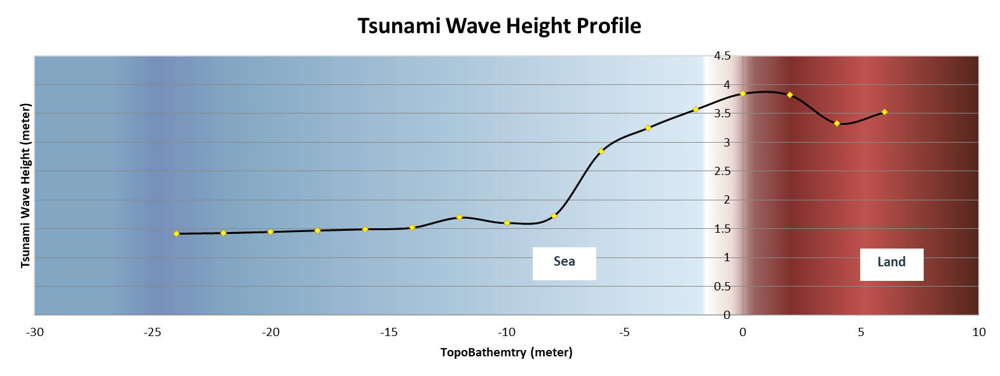 Tsunami Wave Height Profile
Tsunami Wave Height (meter)
4.5
4
3.5
3
2.5
2
1.5
1
0.5
0
Sea
Land
-30 -25 -20 -15 -10 -5 0 5 10
TopoBathemtry (meter)